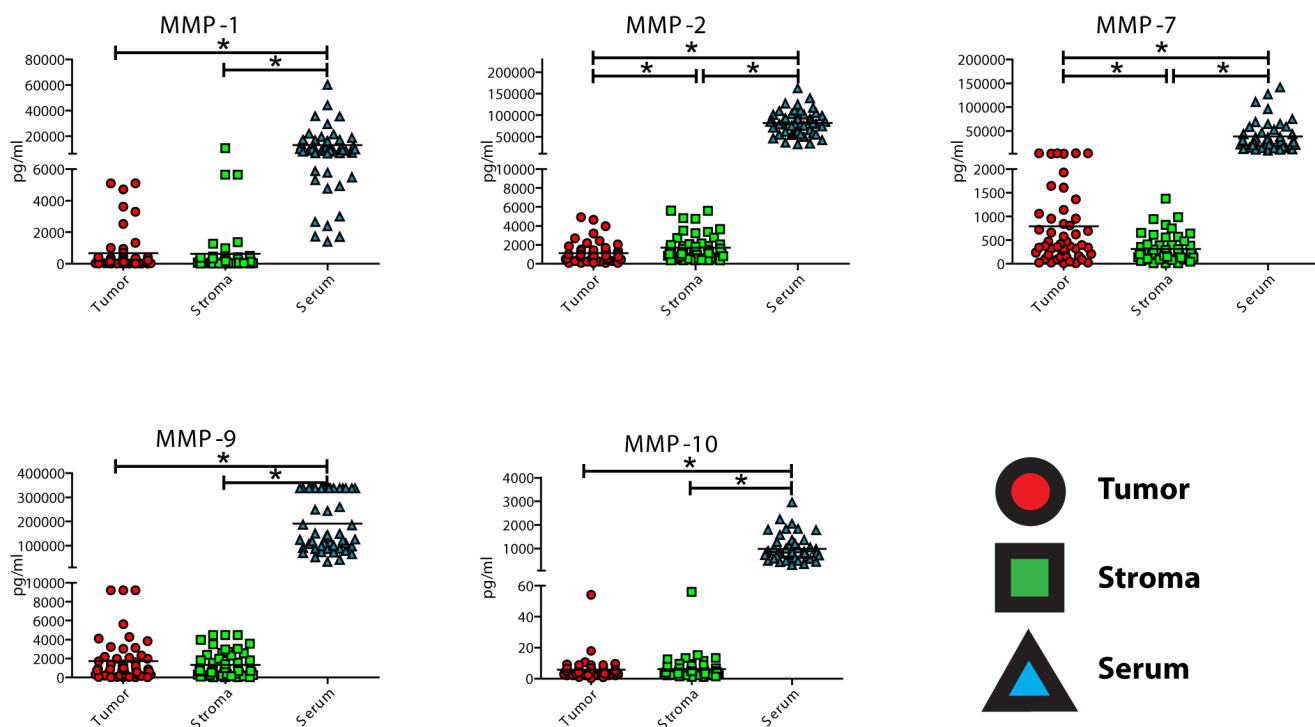 MMP-1
*
*
80000
60000
40000
20000
6000
4000
2000
0
pg/ml
Tumor
Stroma
Serum
MMP-2
*
*
*
200000
150000
100000
50000
10000
8000
6000
4000
2000
0
pg/ml
Tumor
Stroma
Serum
MMP-7
*
*
*
200000
150000
100000
50000
2000
1500
1000
500
0
pg/ml
Tumor
Stroma
Serum
MMP-9
*
*
400000
300000
200000
100000
10000
8000
6000
4000
2000
0
pg/ml
Tumor
Stroma
Serum
MMP-10
*
*
4000
3000
2000
1000
60
40
20
0
pg/ml
Tumor
Stroma
Serum
Tumor
Stroma
Serum